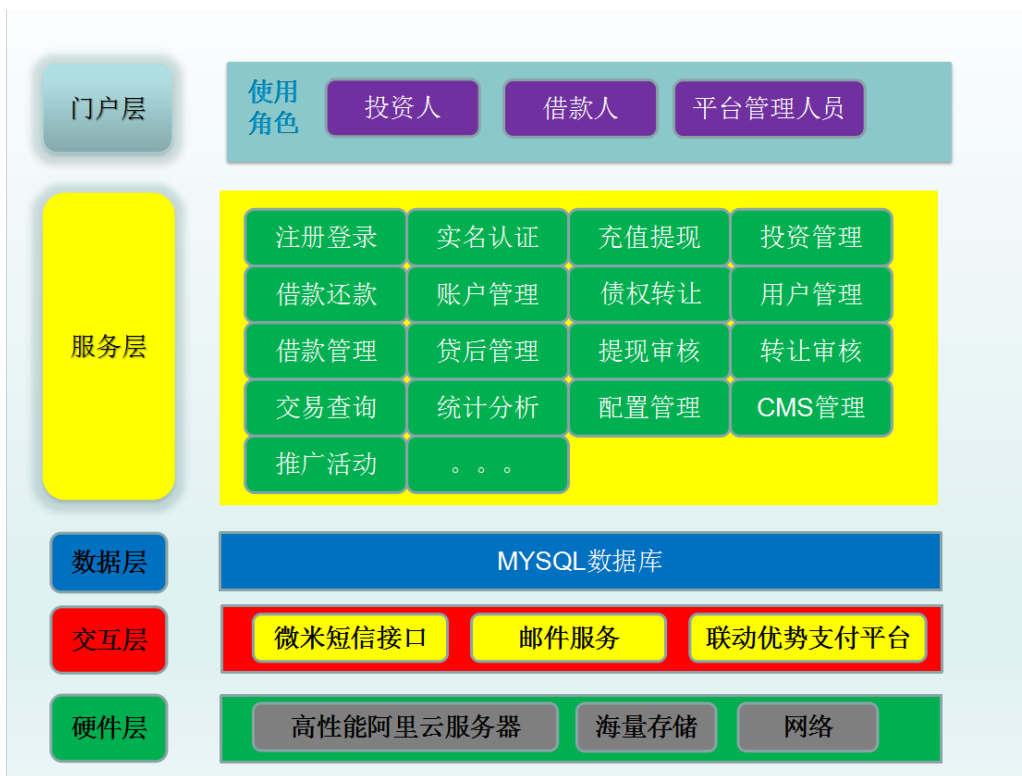 门户层
使用
角色
投资人
借款人
平台管理人员
服务层
注册登录
实名认证
充值提现
投资管理
借款还款
账户管理
债权转让
用户管理
借款管理
贷后管理
提现审核
转让审核
交易查询
统计分析
配置管理
CMS管理
推广活动
。。。
数据层
MYSQL数据库
交互层
微米短信接口
邮件服务
联动优势支付平台
硬件层
高性能阿里云服务器
海量存储
网络